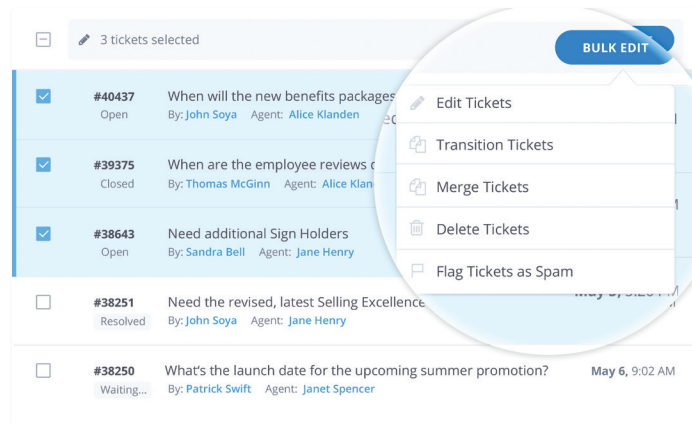 3 tickets selected
BULK EDIT
#40437
When will the new benefits packages
Open
By: John Soya Agent: Alice Klanden
Edit Tickets
Transition Tickets
Merge Tickets
Delete Tickets
Flag Tickets as Spam
#39375
When are the employee reviews
Closed
By: Thomas McGinn Agent: Alice Klan
#38643
Need additional Sign Holders
Open
By: Sandra Bell Agent: Jane Henry
#38251
Need the revised, latest Selling Excellence
Resolved
By: John Soya Agent: Jane Henry
#38250
What's the launch date for the upcoming summer promotion?
May 6, 9:02 AM
Waiting...
By: Patrick Swift Agent: Janet Spencer